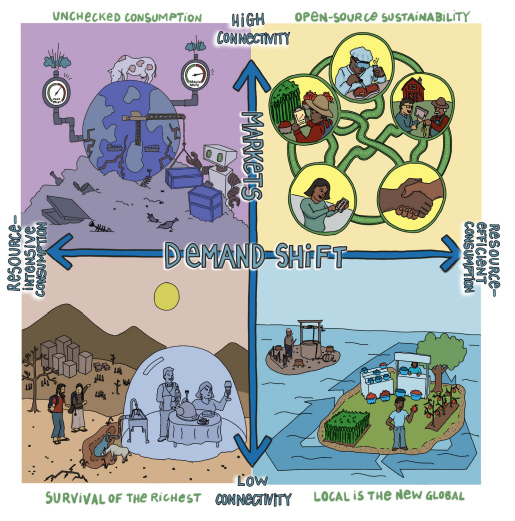 UNCHECKED CONSUMPTION
HIGH
CONNECTIVITY
OPEN-SOURCE SUSTAINABILITY
MARKETS
RESOURCE-
INTENSIVE
CONSUMPTION
DEMAND SHIFT
RESOURCE-
EFFICIENT
CONSUMPTION
SURVIVAL OF THE RICHEST
LOW
CONNECTIVITY
LOCAL IS THE NEW GLOBAL